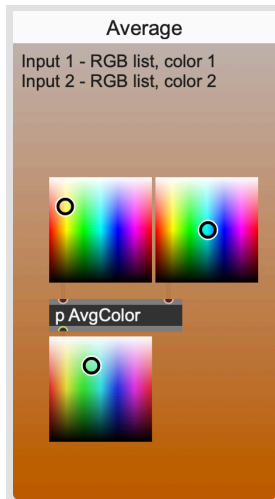 Average
Input 1 - RGB list, color 1
Input 2 - RGB list, color 2
p AvgColor